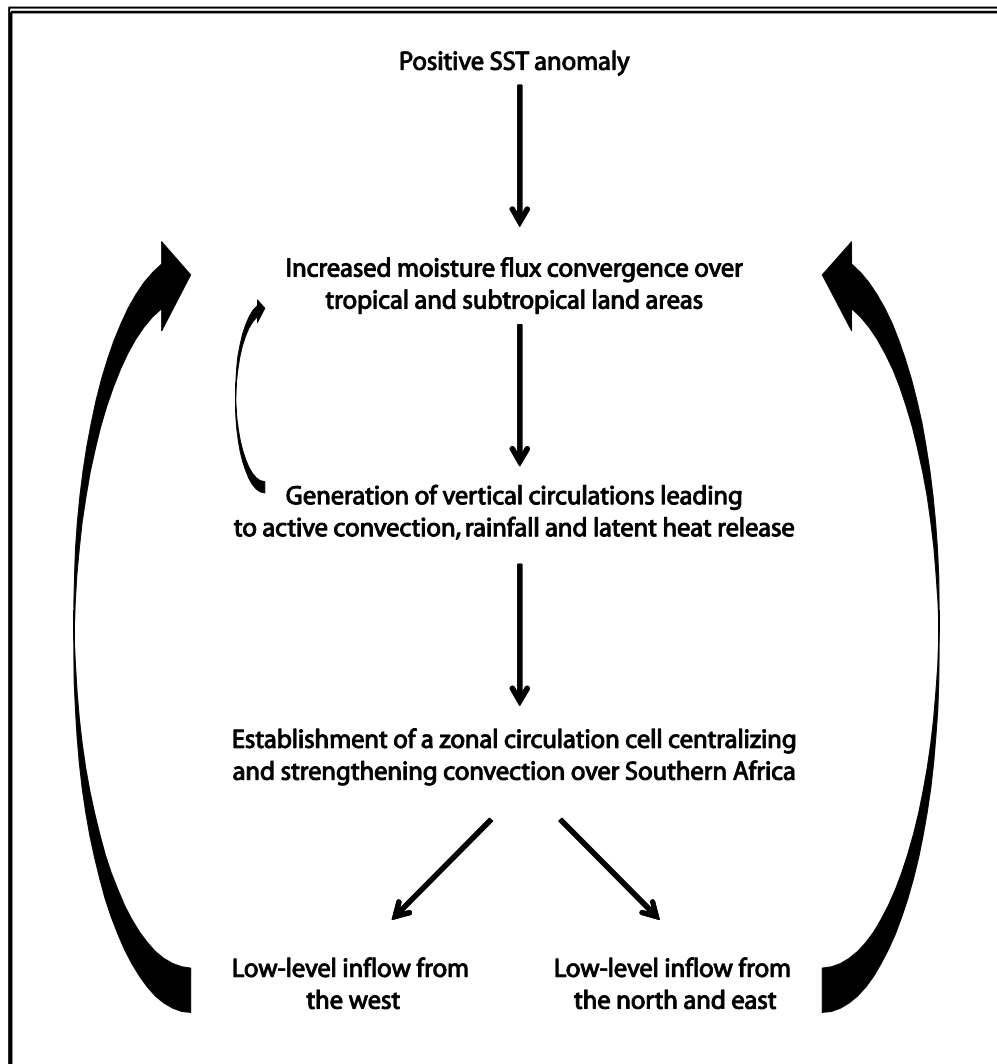 Positive SST anomaly
Increased moisture flux convergence over
tropical and subtropical land areas
Generation of vertical circulations leading
to active convection, rainfall and latent heat release
Establishment of a zonal circulation cell centralizing
and strengthening convection over Southern Africa
Low-level inflow from
the west
Low-level inflow from
the north and east